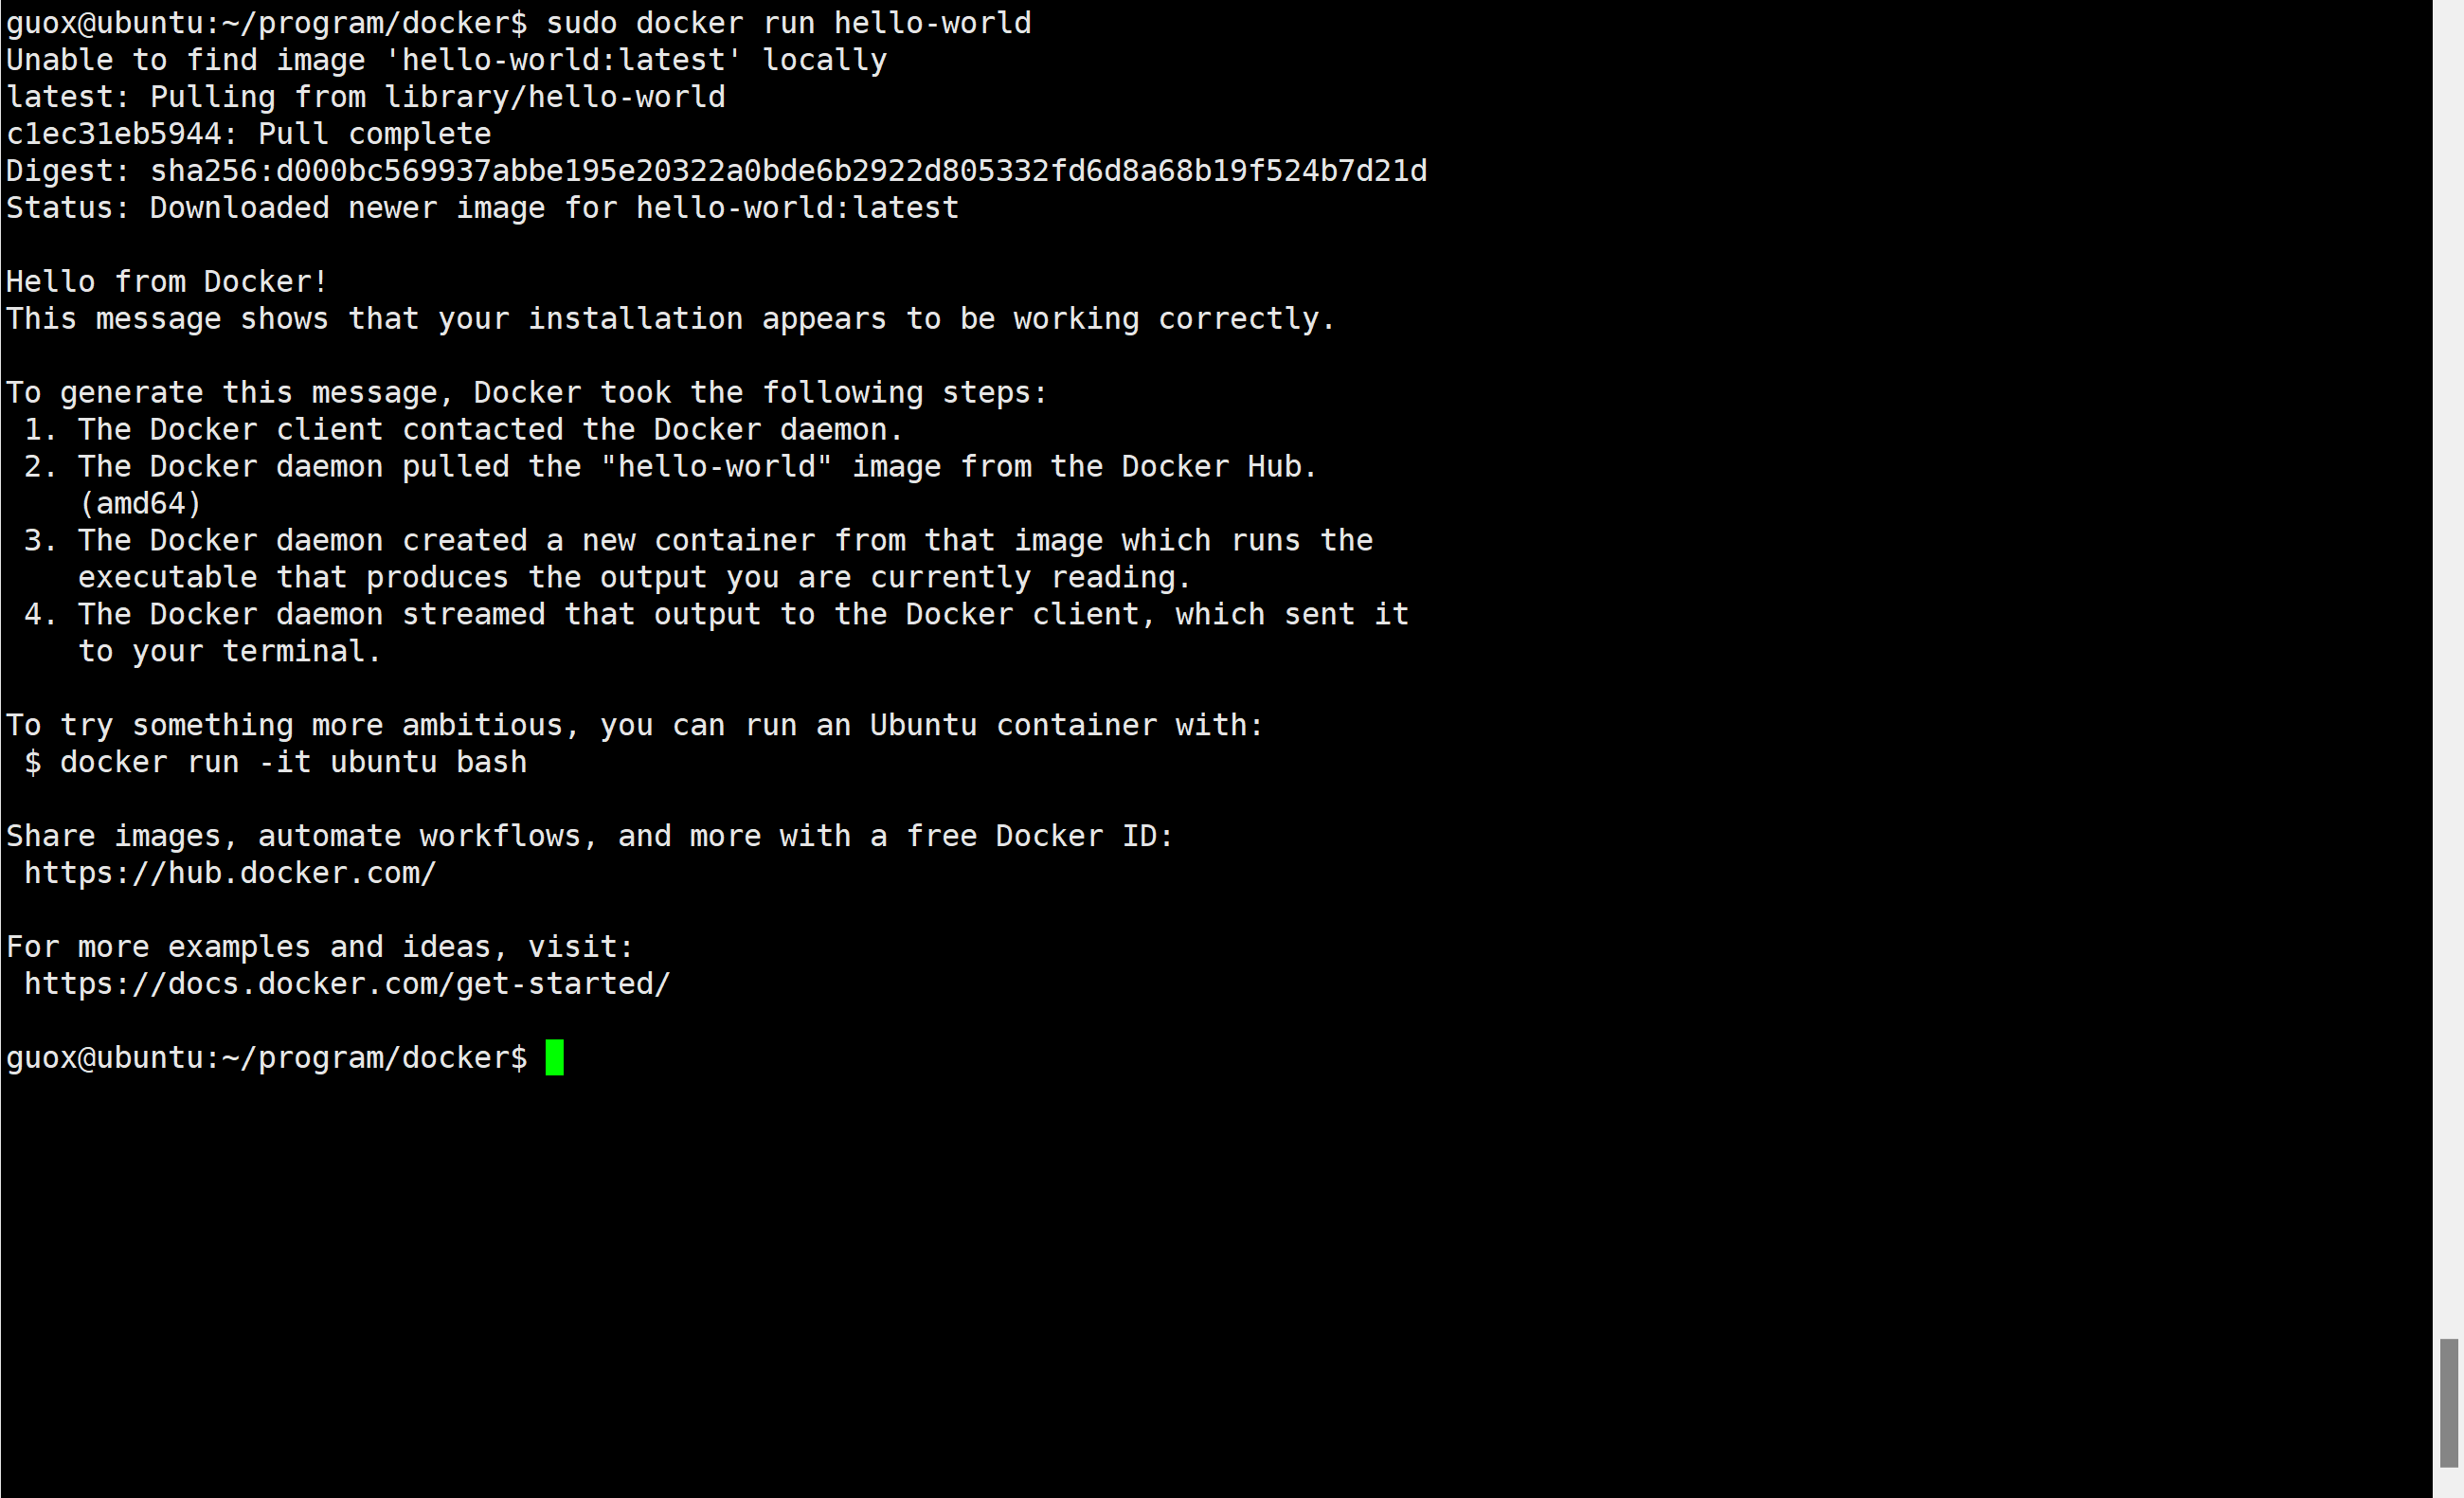 guox@ubuntu:~/program/docker$ sudo docker run hello-world
Unable to find image 'hello-world:latest' locally
latest: Pulling from library/hello-world
c1ec31eb5944: Pull complete
Digest: sha256:d000bc569937abbe195e20322a0bde6b2922d805332fd6d8a68b19f524b7d21d
Status: Downloaded newer image for hello-world:latest

Hello from Docker!
This message shows that your installation appears to be working correctly.

To generate this message, Docker took the following steps:
 1. The Docker client contacted the Docker daemon.
 2. The Docker daemon pulled the "hello-world" image from the Docker Hub.
    (amd64)
 3. The Docker daemon created a new container from that image which runs the
    executable that produces the output you are currently reading.
 4. The Docker daemon streamed that output to the Docker client, which sent it
    to your terminal.

To try something more ambitious, you can run an Ubuntu container with:
 $ docker run -it ubuntu bash

Share images, automate workflows, and more with a free Docker ID:
 https://hub.docker.com/

For more examples and ideas, visit:
 https://docs.docker.com/get-started/

guox@ubuntu:~/program/docker$